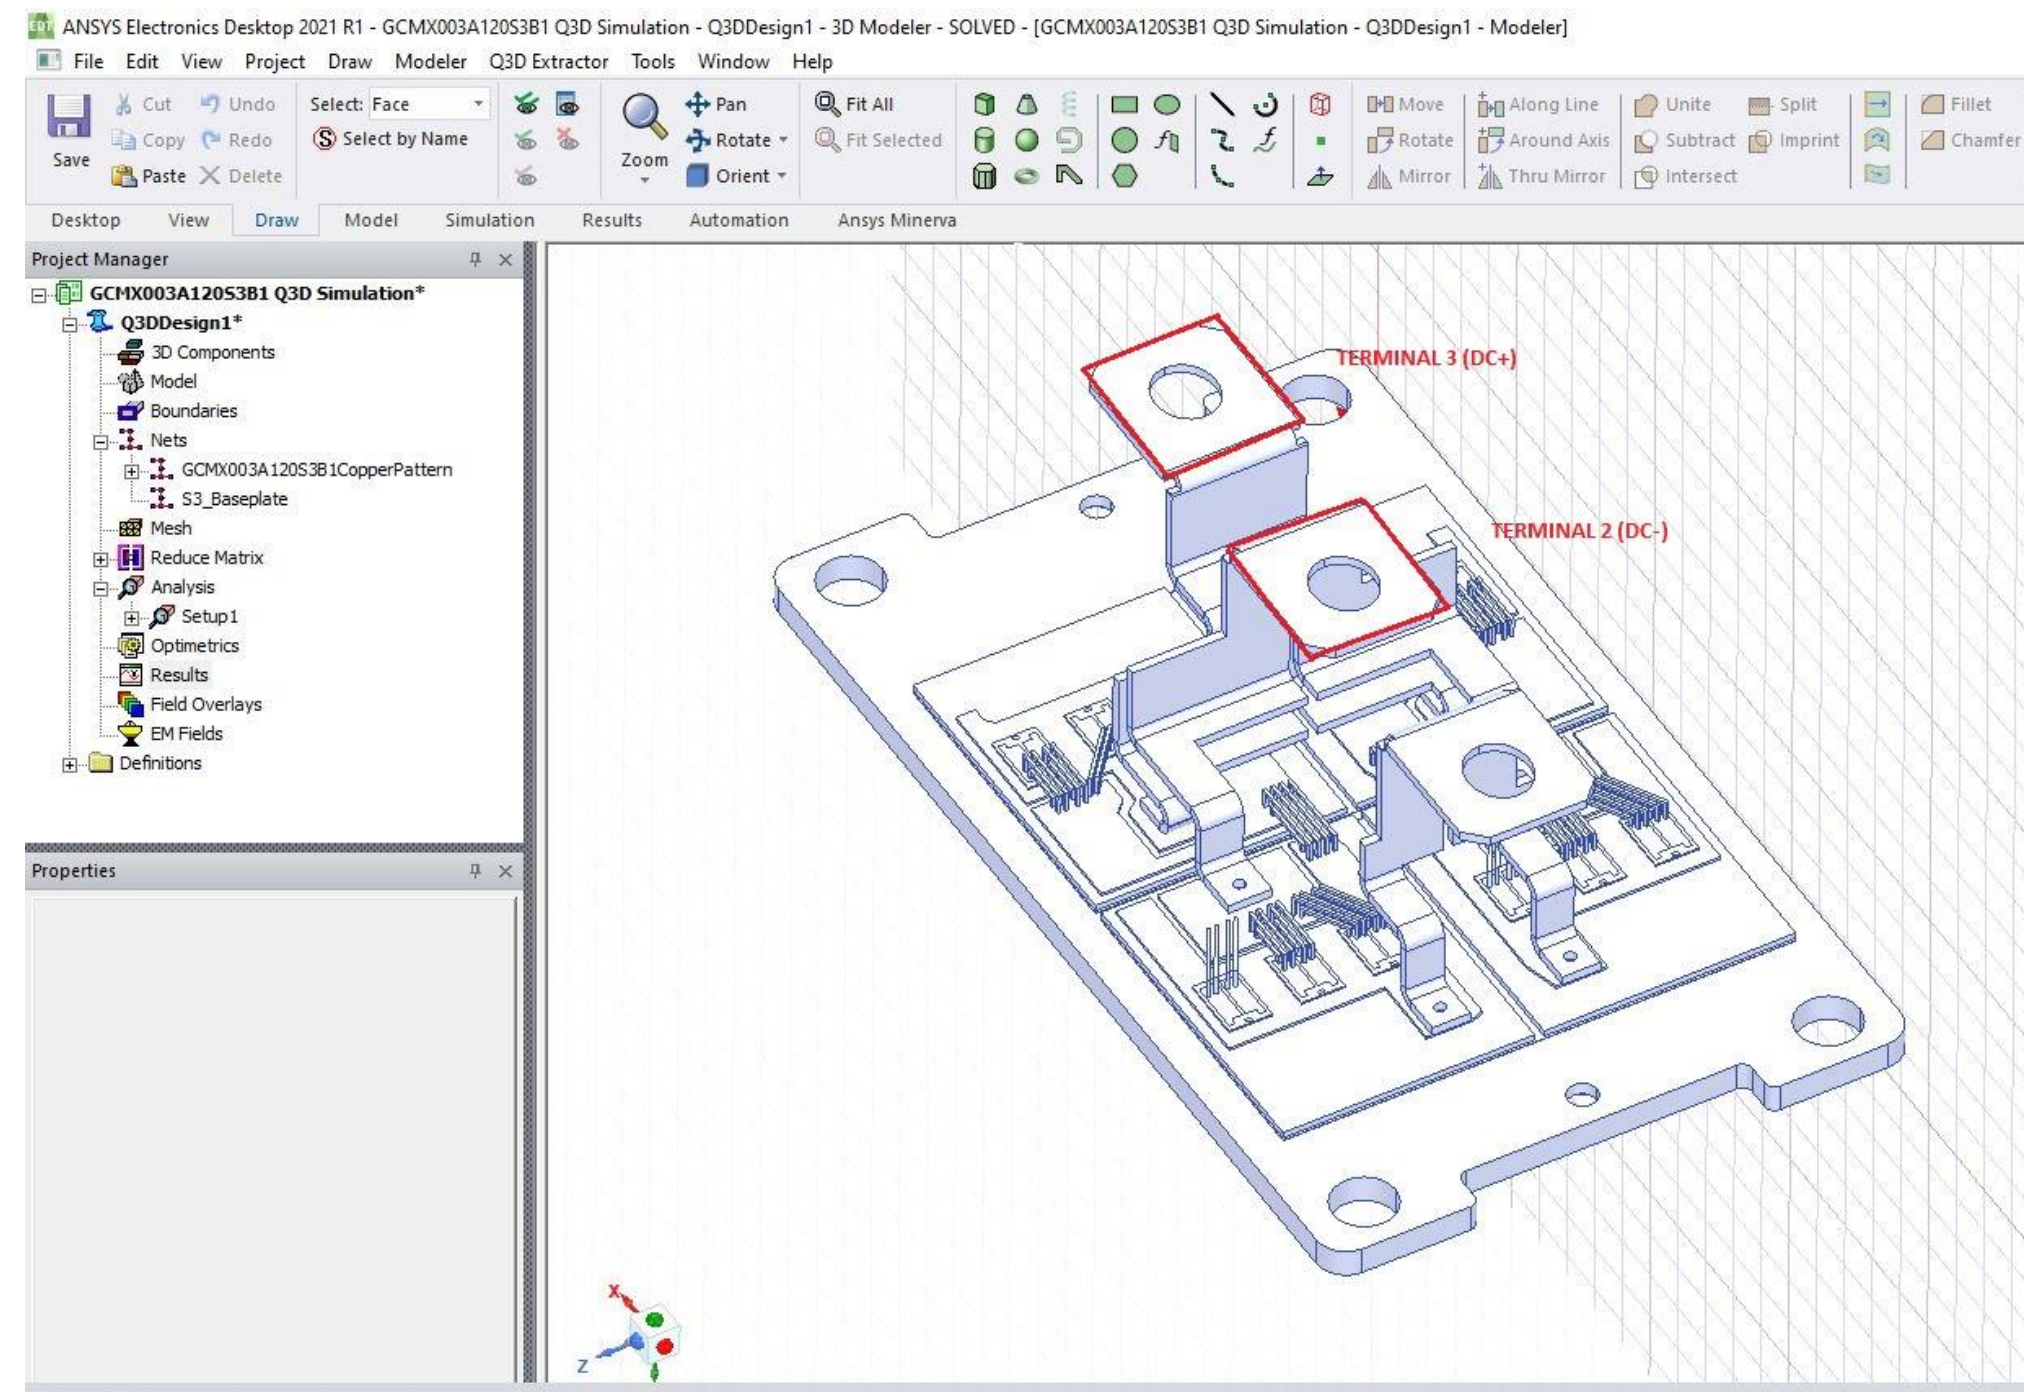 ANSYS Electronics Desktop 2021 R1 - GCMX003A120S3B1 Q3D Simulation - Q3DDesign1 - 3D Modeler - SOLVED - [GCMX003A120S3B1 Q3D Simulation - Q3DDesign1 - Modeler]
File Edit View Project Draw Modeler Q3D Extractor Tools Window Help
Cut Undo Select: Face Pan Fit All Move Along Line Unite Split Fillet
Copy Redo Select by Name Rotate Fit Selected Rotate Around Axis Subtract Imprint Chamfer
Save Zoom
Paste Delete Orient Mirror Thru Mirror Intersect
Desktop View Draw Model Simulation Results Automation Ansys Minerva
Project Manager
GCMX003A120S3B1 Q3D Simulation*
Q3DDesign1*
3D Components
Model
Boundaries
Nets
GCMX003A120S3B1CopperPattern
S3_Baseplate
Mesh
Reduce Matrix
Analysis
Setup1
Optimetrics
Results
Field Overlays
EM Fields
Definitions
Properties
TERMINAL 3 (DC+)
TERMINAL 2 (DC-)
X
Z